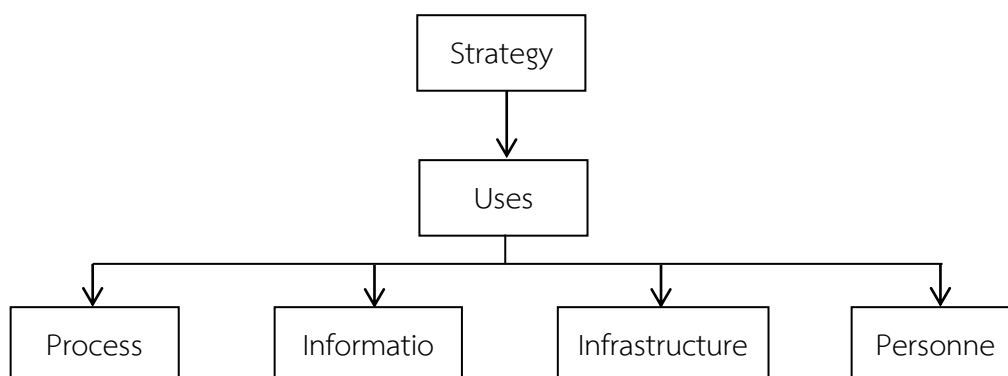 Strategy
Uses
Process
Informatio
Infrastructure
Personne